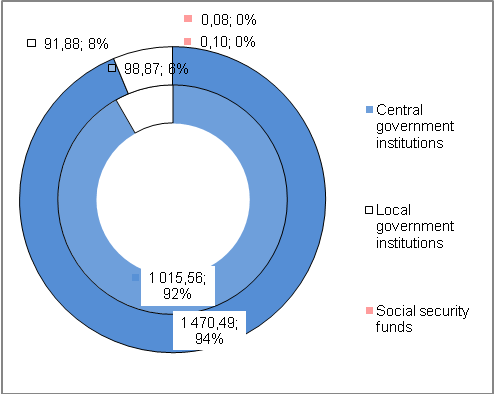 0,08; 0%
0,10; 0%
91,88; 8%
98,87; 6%
Central
government
institutions
Local
government
institutions
1 015,56;
92%
Social security
funds
1 470,49;
94%